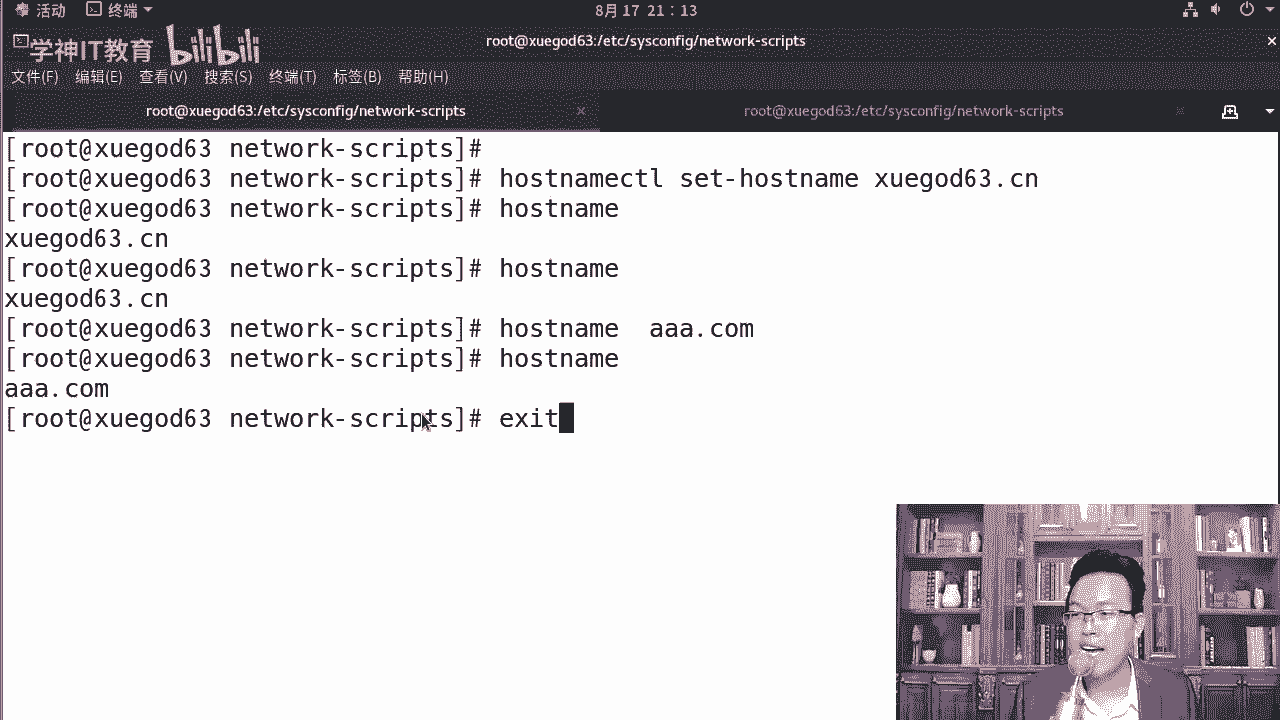 活动 终端 8月 17 21：13
学神IT教育 bilibili
root@xuegod63:/etc/sysconfig/network-scripts
文件(F) 编辑(E) 查看(V) 搜索(S) 终端(T) 标签(B) 帮助(H)
root@xuegod63:/etc/sysconfig/network-scripts root@xuegod63:/etc/sysconfig/network-scripts
[root@xuegod63 network-scripts]#
[root@xuegod63 network-scripts]# hostnamectl set-hostname xuegod63.cn
[root@xuegod63 network-scripts]# hostname
xuegod63.cn
[root@xuegod63 network-scripts]# hostname
xuegod63.cn
[root@xuegod63 network-scripts]# hostname  aaa.com
[root@xuegod63 network-scripts]# hostname
aaa.com
[root@xuegod63 network-scripts]# exit